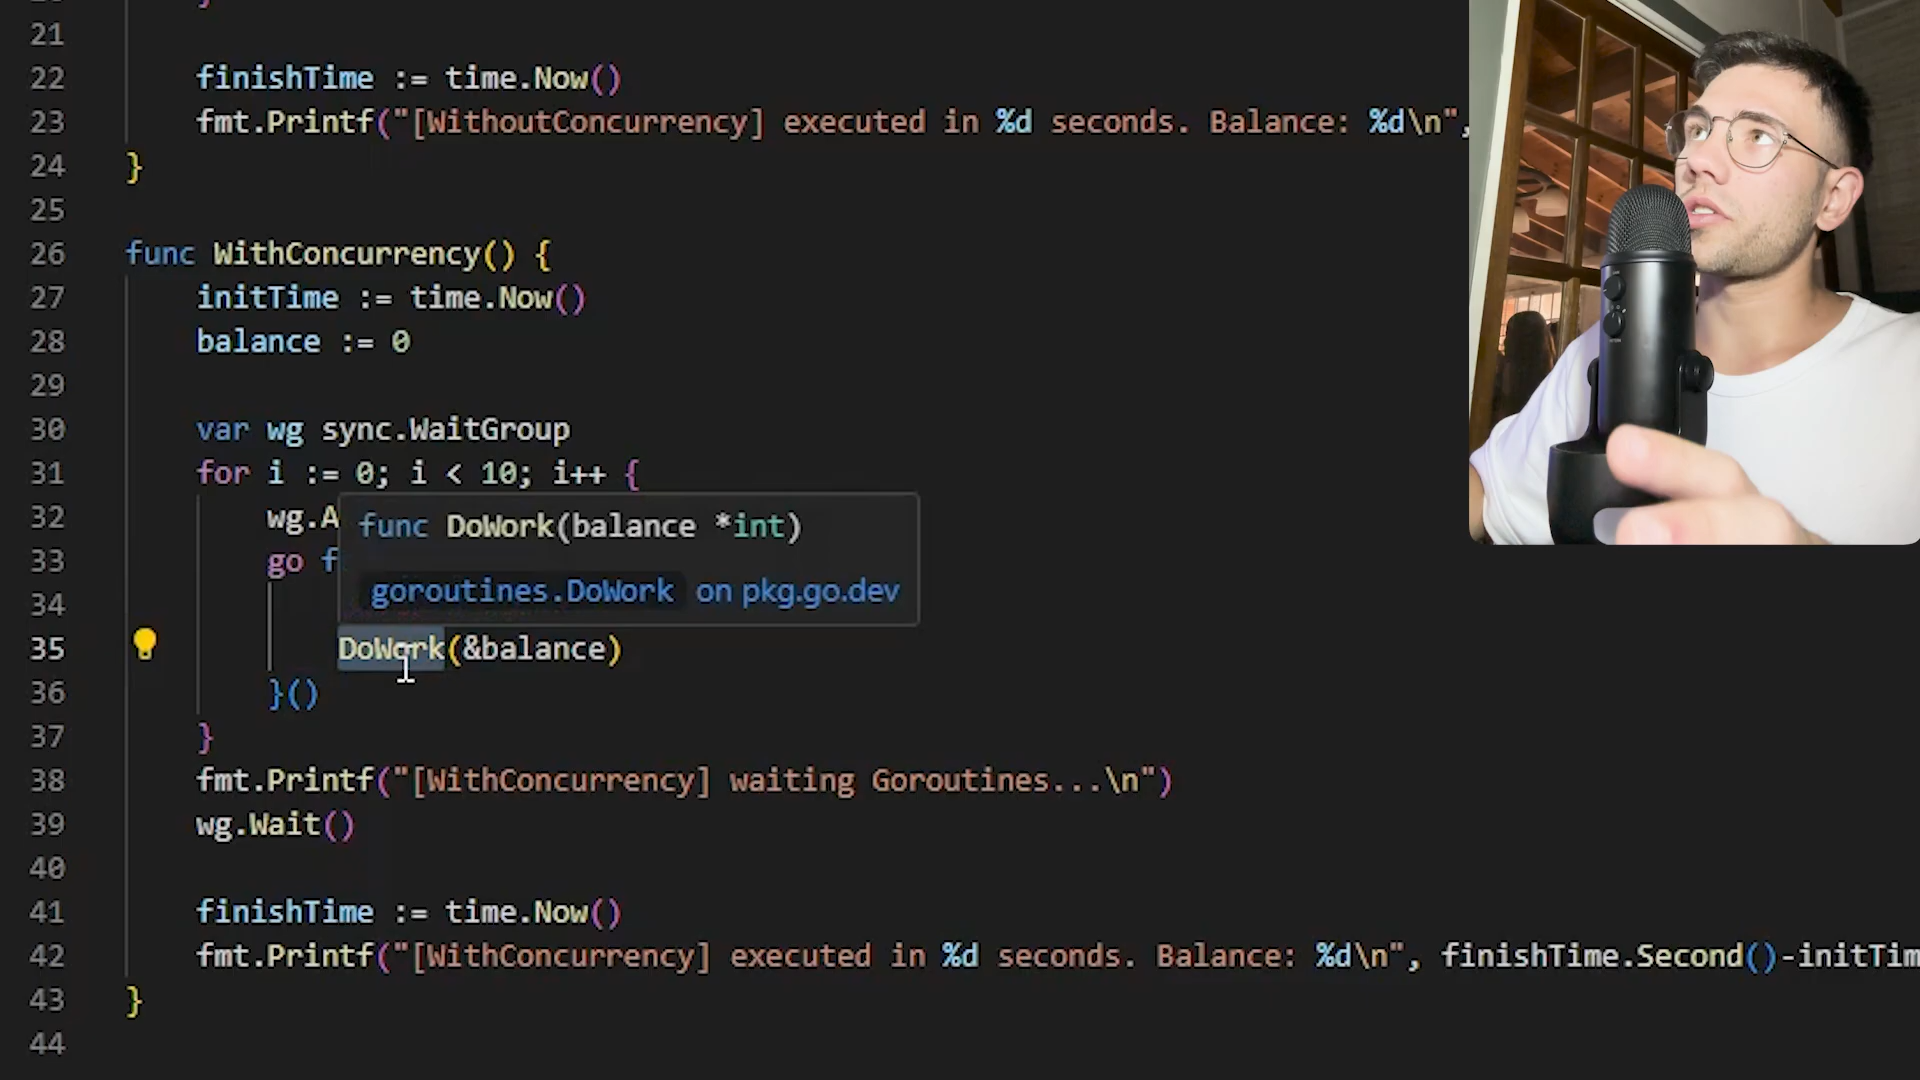 21
22 finishTime := time.Now()
23 fmt.Printf("[WithoutConcurrency] executed in %d seconds. Balance: %d\n",
24 }
25
26 func WithConcurrency() {
27 initTime := time.Now()
28 balance := 0
29
30 var wg sync.WaitGroup
31 for i := 0; i < 10; i++ {
32 wg.A
func DoWork(balance *int)
33 go f
goroutines.DoWork on pkg.go.dev
34
35 DoWork(&balance)
36 }()
37 }
38 fmt.Printf("[WithConcurrency] waiting Goroutines...\n")
39 wg.Wait()
40
41 finishTime := time.Now()
42 fmt.Printf("[WithConcurrency] executed in %d seconds. Balance: %d\n", finishTime.Second()-initTim
43 }
44